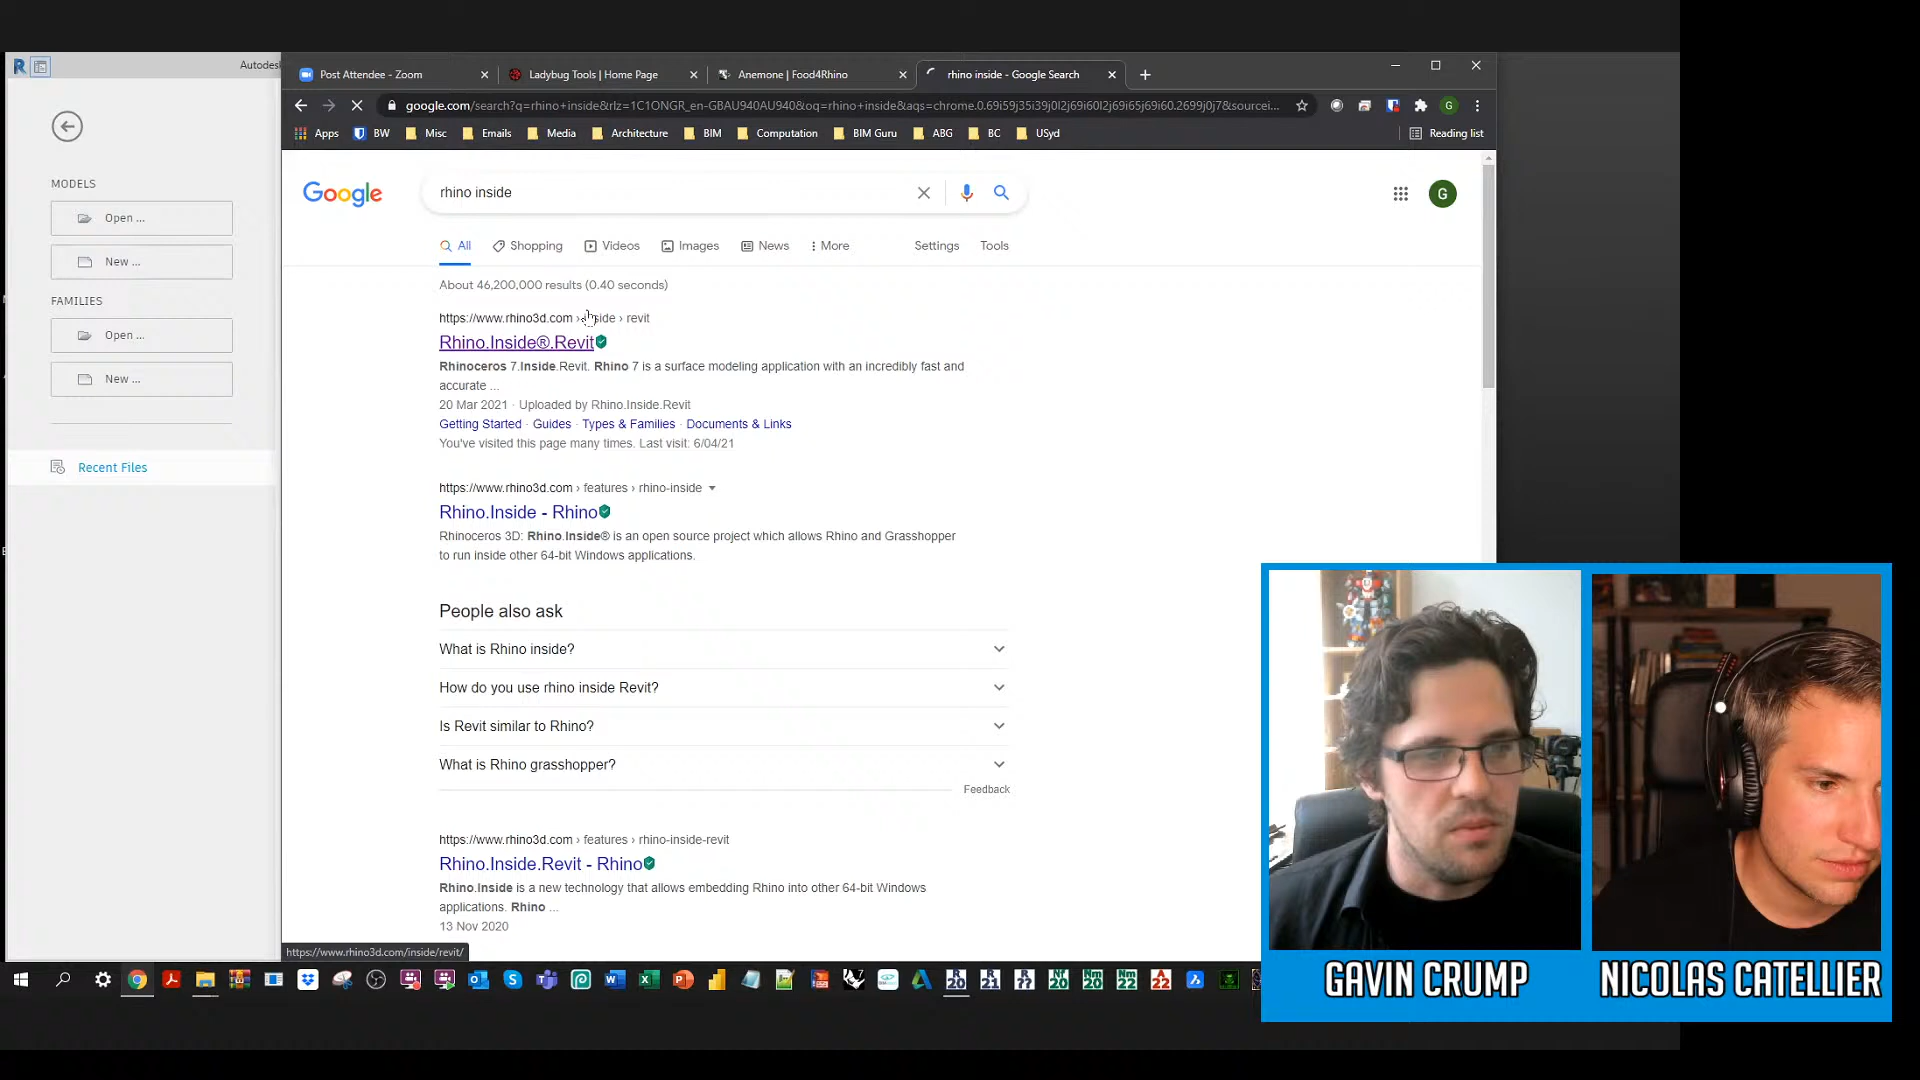 Autodesk
Post Attendee - Zoom
Ladybug Tools | Home Page
Anemone | Food4Rhino
rhino inside - Google Search
google.com/search?q=rhino+inside&rlz=1C1ONGR_en-GBAU940AU940&oq=rhino+inside&aqs=chrome.0.69i59j35i39j0l2j69i60l2j69i65j69i60.2699j0j7&sourcei...
Apps
BW
Misc
Emails
Media
Architecture
BIM
Computation
BIM Guru
ABG
BC
USyd
Reading list
MODELS
Open ...
New ...
FAMILIES
Open ...
New ...
Recent Files
Google
rhino inside
G
All
Shopping
Videos
Images
News
More
Settings
Tools
About 46,200,000 results (0.40 seconds)
https://www.rhino3d.com › inside › revit
Rhino.Inside®.Revit
Rhinoceros 7.Inside.Revit. Rhino 7 is a surface modeling application with an incredibly fast and
accurate ...
20 Mar 2021 · Uploaded by Rhino.Inside.Revit
Getting Started · Guides · Types & Families · Documents & Links
You've visited this page many times. Last visit: 6/04/21
https://www.rhino3d.com › features › rhino-inside
Rhino.Inside - Rhino
Rhinoceros 3D: Rhino.Inside® is an open source project which allows Rhino and Grasshopper
to run inside other 64-bit Windows applications.
People also ask
What is Rhino inside?
How do you use rhino inside Revit?
Is Revit similar to Rhino?
What is Rhino grasshopper?
Feedback
https://www.rhino3d.com › features › rhino-inside-revit
Rhino.Inside.Revit - Rhino
Rhino.Inside is a new technology that allows embedding Rhino into other 64-bit Windows
applications. Rhino ...
13 Nov 2020
https://www.rhino3d.com/inside/revit/
GAVIN CRUMP
NICOLAS CATELLIER